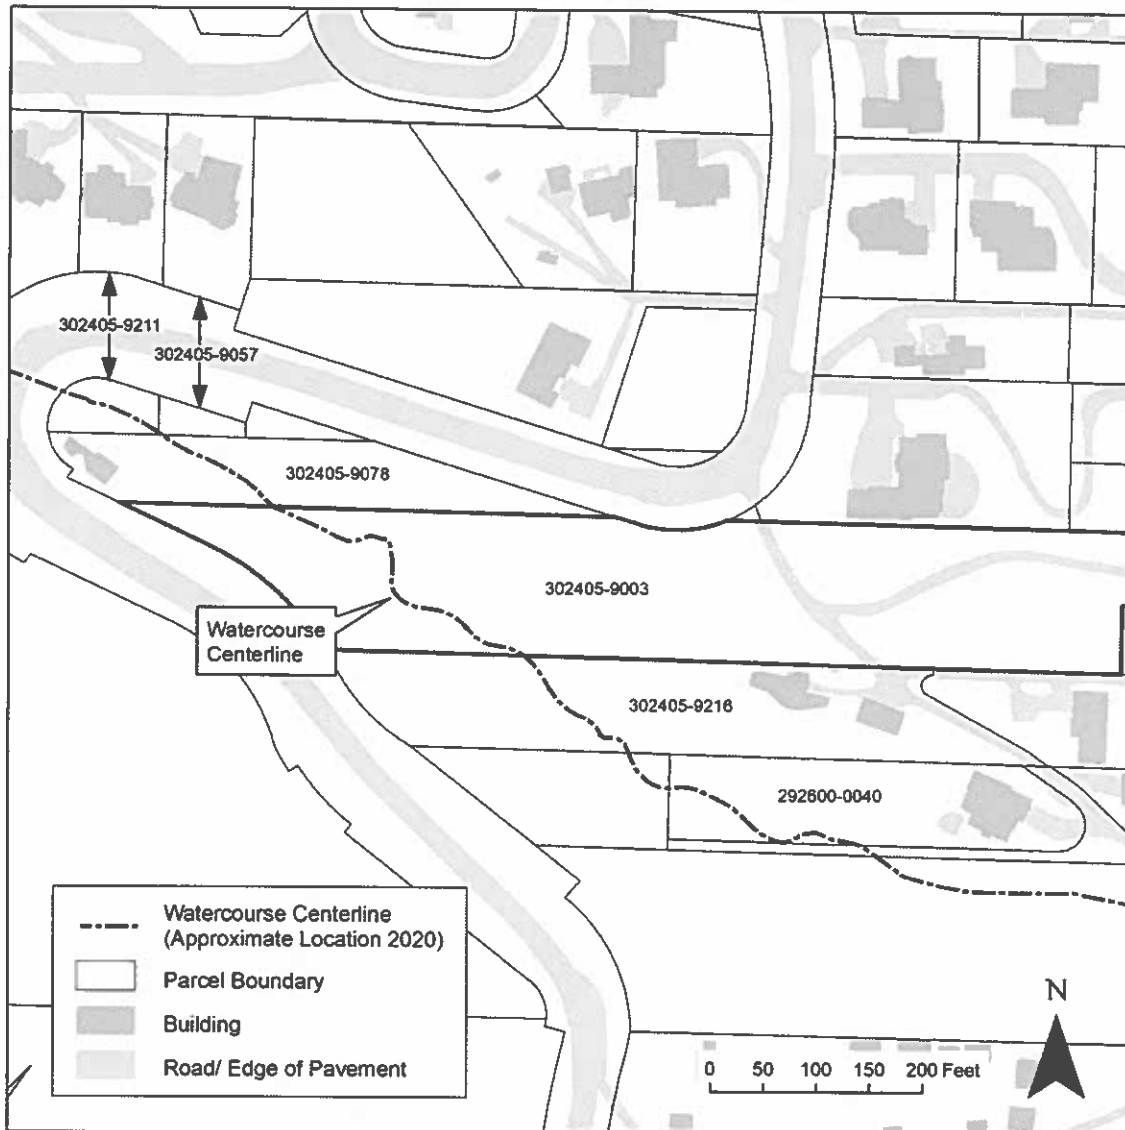 302405-9211
302405-9057
302405-9078
302405-9003
Watercourse
Centerline
302405-9216
292600-0040
Watercourse Centerline
(Approximate Location 2020)
Parcel Boundary
Building
Road/ Edge of Pavement
N
0 50 100 150 200 Feet